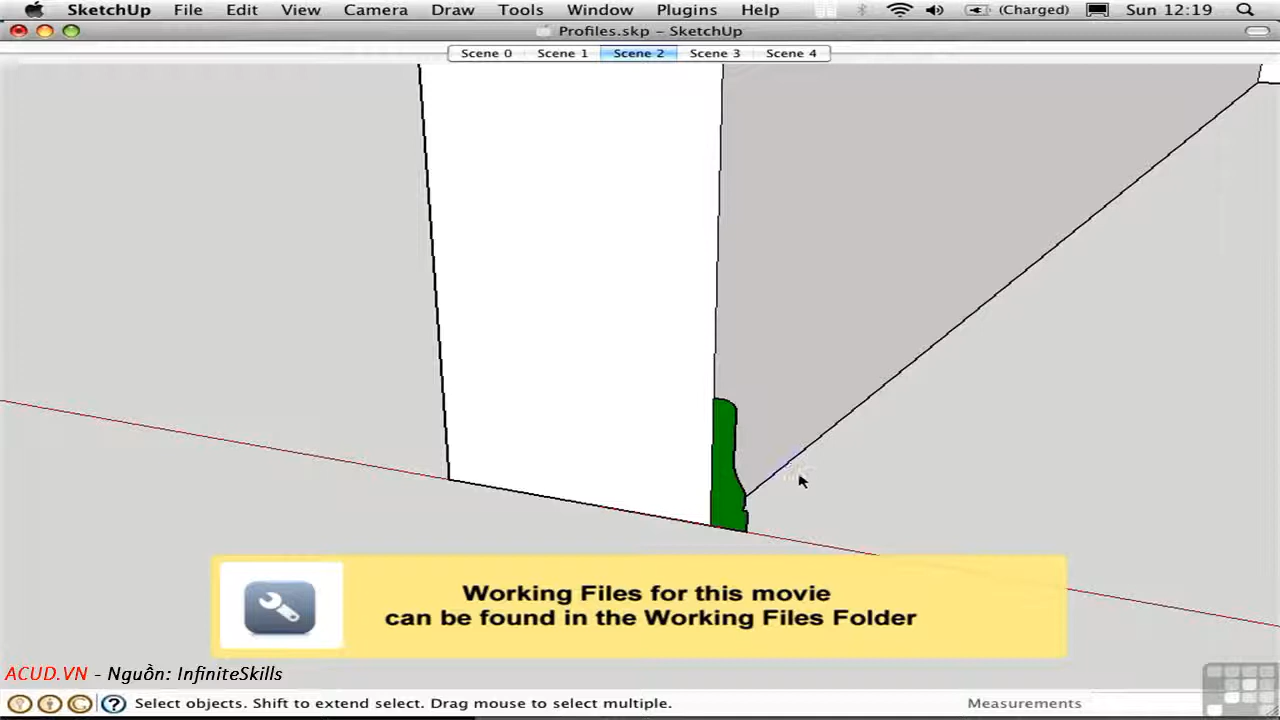 SketchUp File Edit View Camera Draw Tools Window Plugins Help (Charged) Sun 12:19
Profiles.skp - SketchUp
Scene 0 Scene 1 Scene 2 Scene 3 Scene 4
Working Files for this movie
can be found in the Working Files Folder
ACUD.VN - Nguồn: InfiniteSkills
Select objects. Shift to extend select. Drag mouse to select multiple. Measurements